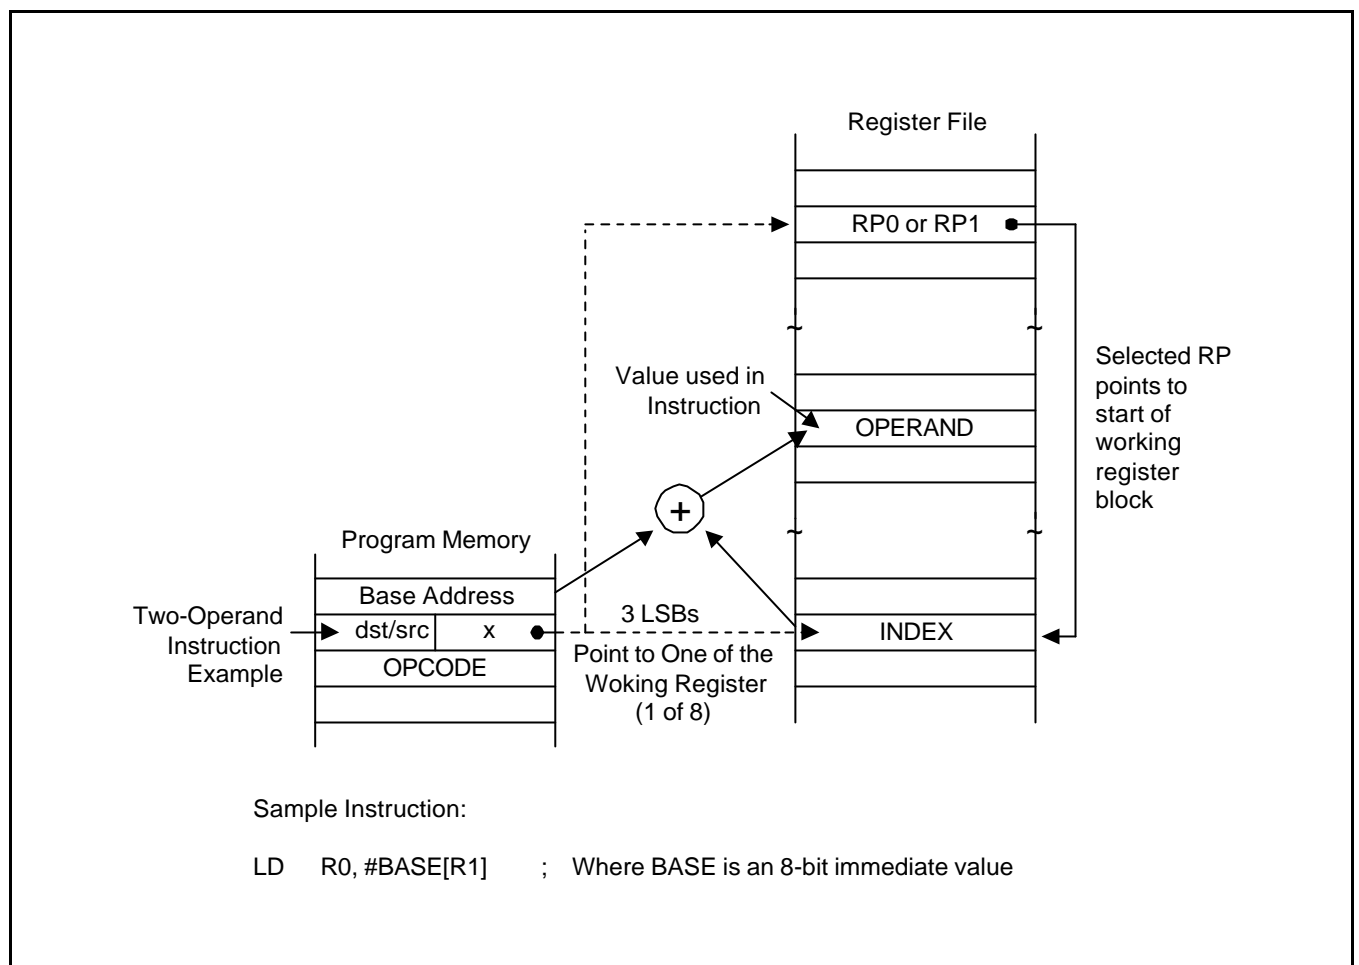 Register File
RP0 or RP1
Selected RP
points to
start of
working
register
block
Value used in
Instruction
OPERAND
+
Program Memory
Base Address
Two-Operand
Instruction
Example
dst/src x
OPCODE
3 LSBs
Point to One of the
Woking Register
(1 of 8)
INDEX
~ ~
~ ~
Sample Instruction:
LD R0, #BASE[R1] ; Where BASE is an 8-bit immediate value